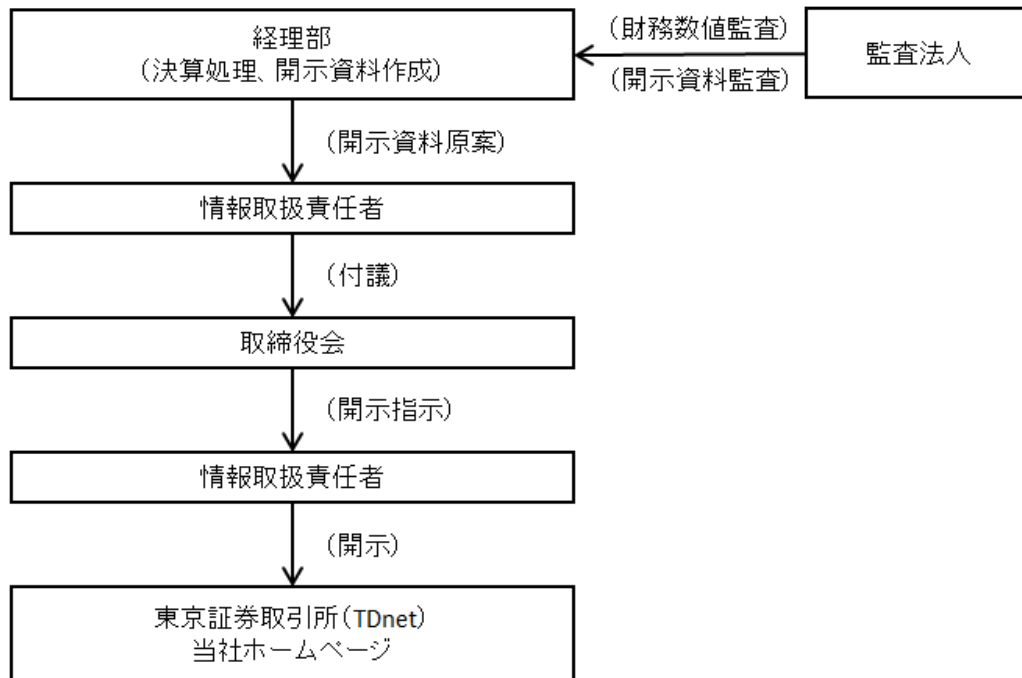 経理部
（決算処理、開示資料作成）
（財務数値監査）
（開示資料監査）
監査法人
（開示資料原案）
情報取扱責任者
（付議）
取締役会
（開示指示）
情報取扱責任者
（開示）
東京証券取引所（TDnet）
当社ホームページ